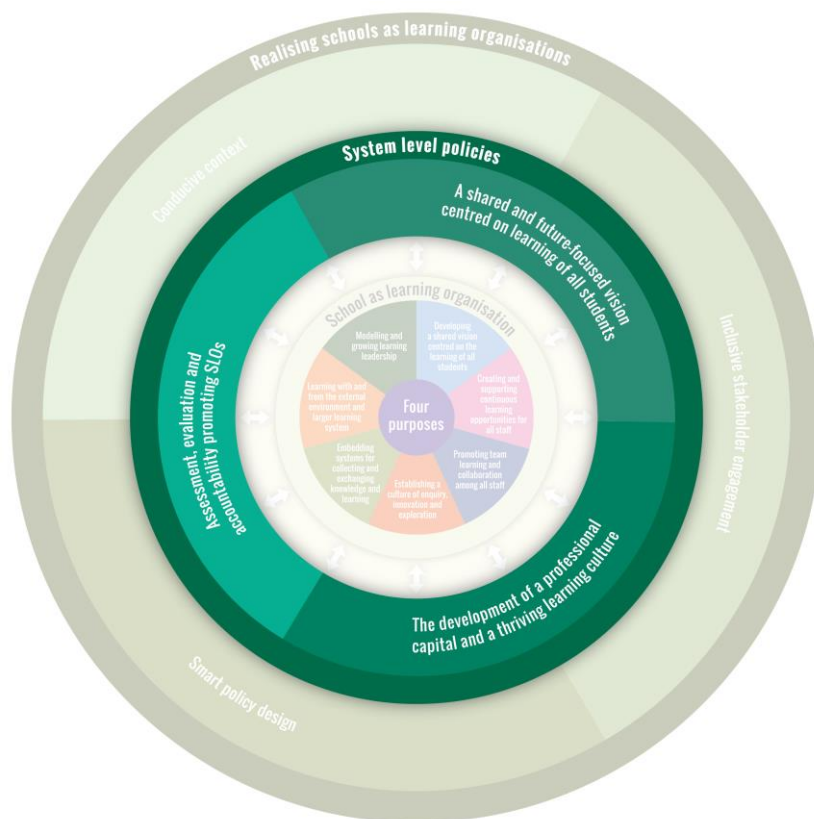 Realising schools as learning organisations
Conducive context
System level policies
A shared and future-focused vision
centred on learning of all students
Inclusive stakeholder engagement
Assessment, evaluation and
accountability promoting SLOs
School as learning organisation
Modelling and
growing learning
leadership
Developing
a shared vision
centred on the
learning of all
students
Learning with and
from the external
environment and
larger learning
system
Four
purposes
Creating and
supporting
continuous
learning
opportunities for
all staff
Embedding
systems for
collecting and
exchanging
knowledge and
learning
Establishing a
culture of enquiry,
innovation and
exploration
Promoting team
learning and
collaboration
among all staff
The development of a professional
capital and a thriving learning culture
Smart policy design